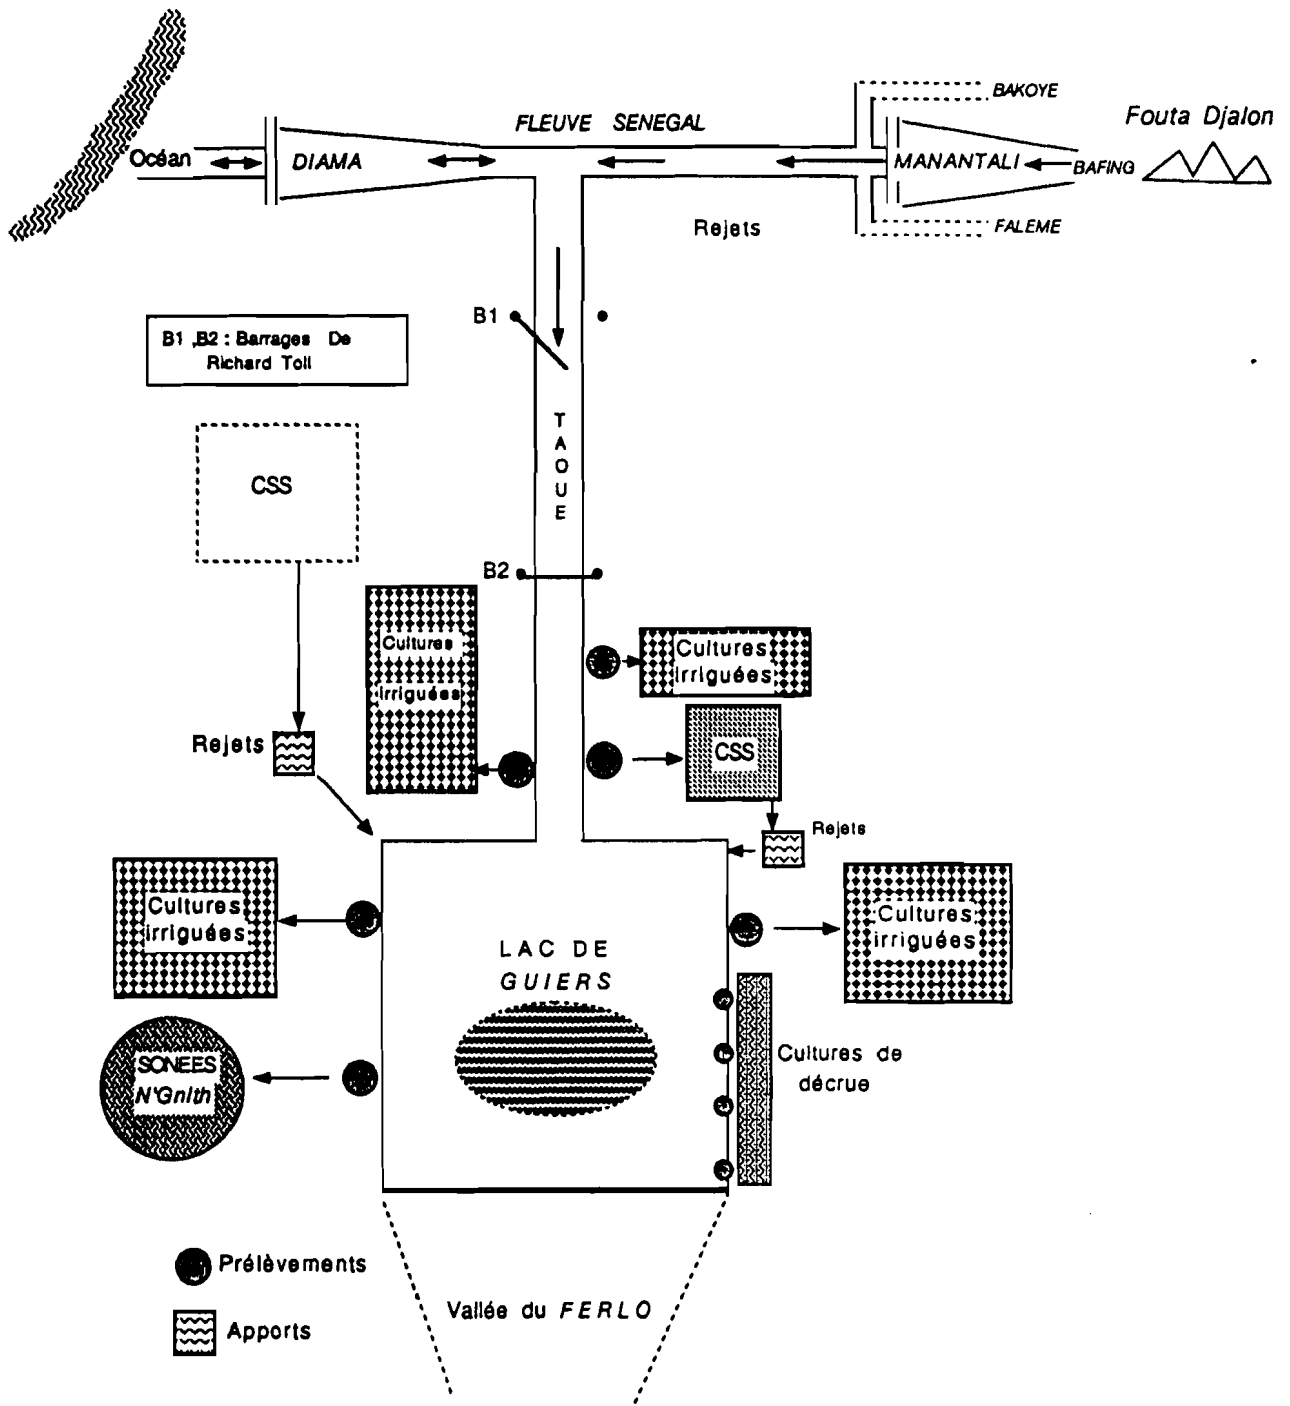 BAKOYE
Fouta Djalon
FLEUVE SENEGAL
Océan
DIAMA
MANANTALI
BAFING
Rejets
FALEME
B1
B1 ,B2 : Barrages De
Richard Toll
T
A
O
U
E
CSS
B2
Cultures
irriguées
Cultures
irriguées
Rejets
CSS
Rejets
Cultures
irriguées
Cultures
irriguées
LAC DE
GUIERS
SONEES
N'Gnith
Cultures de
décrue
Prélèvements
Vallée du FERLO
Apports